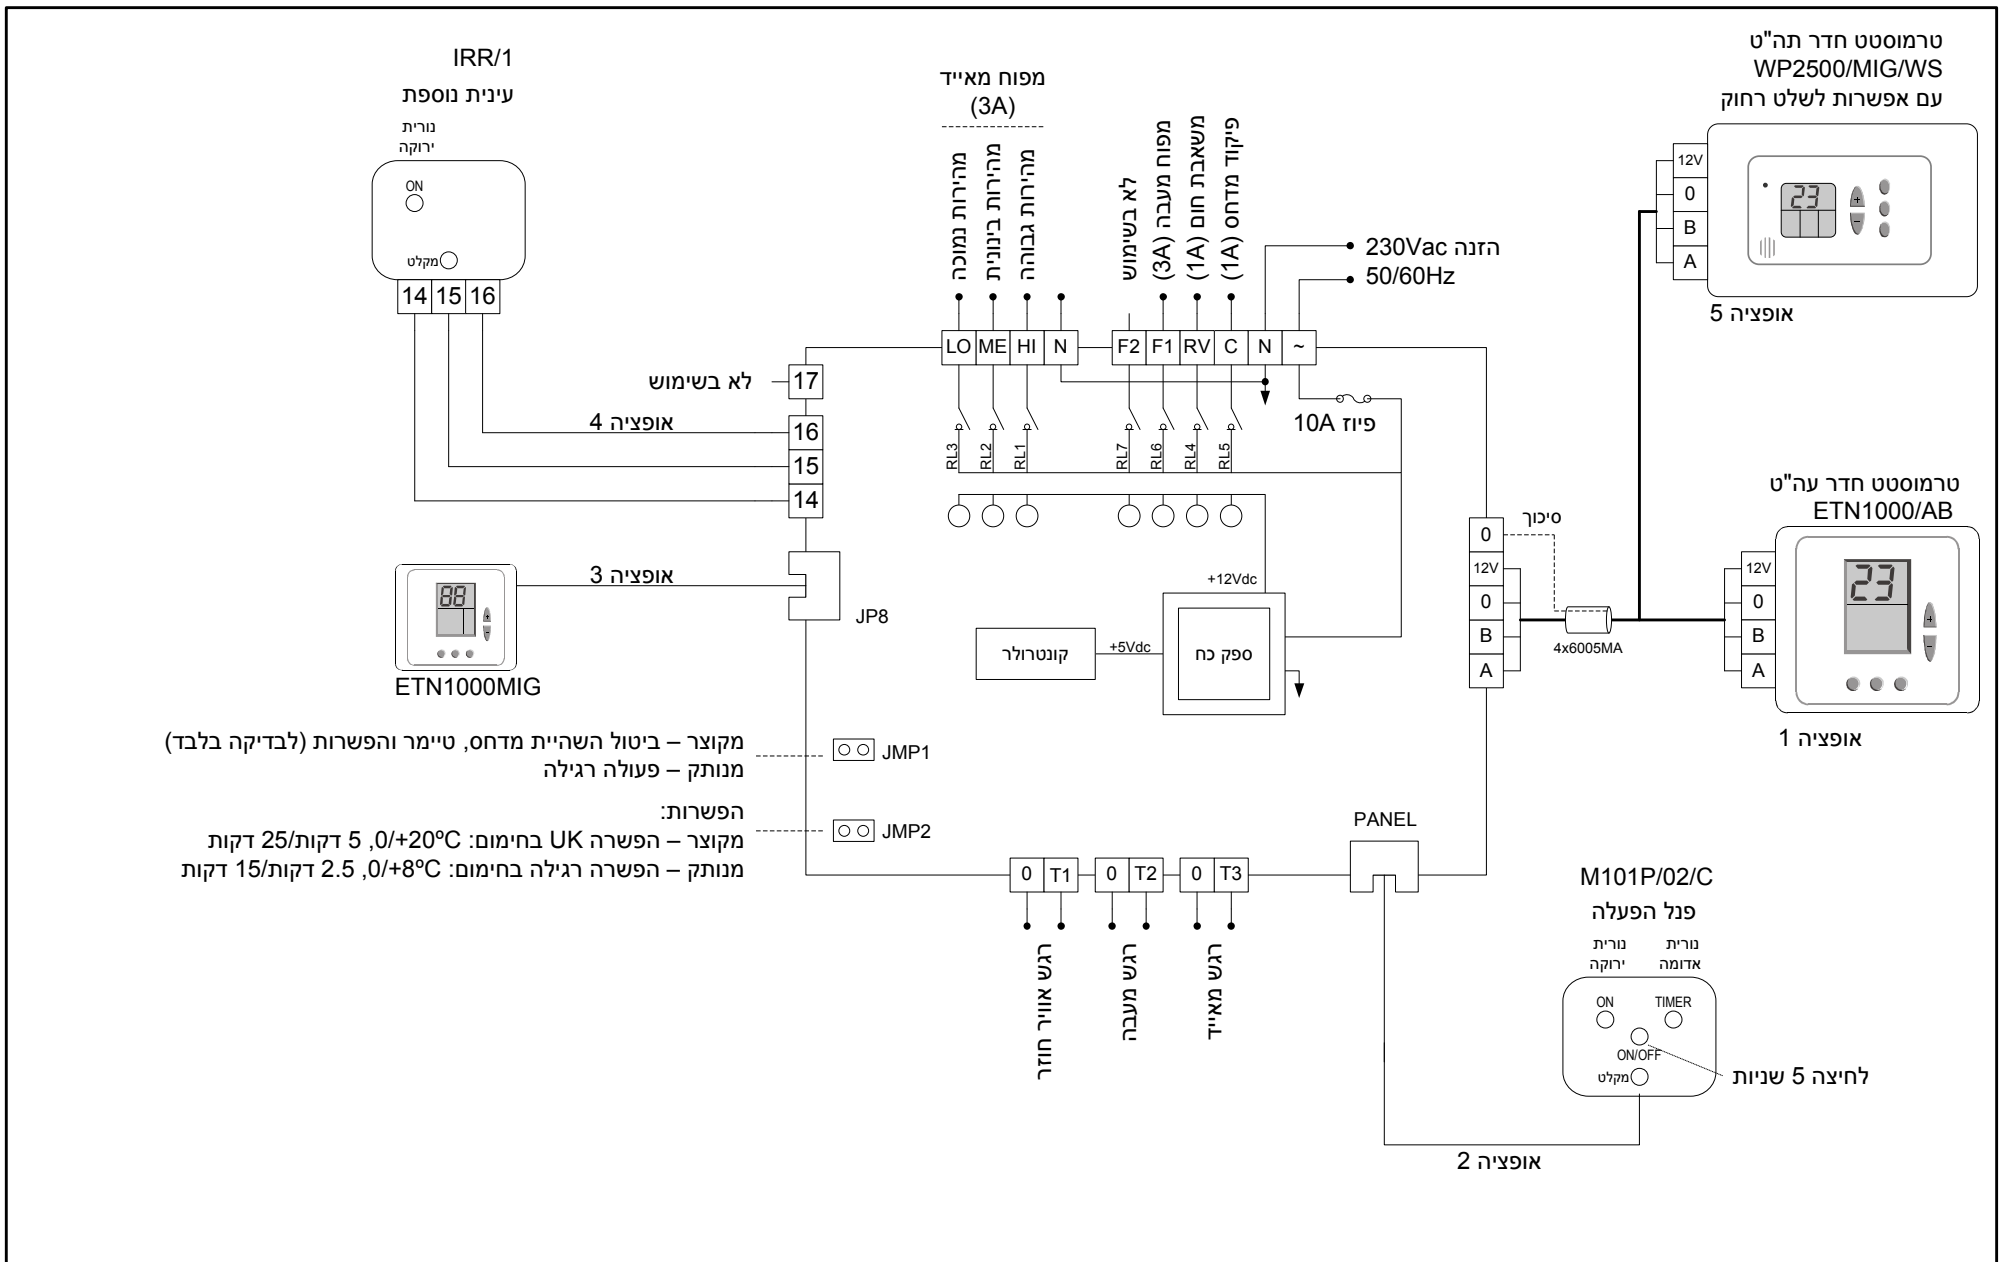 IRR/1
עינית נוספת
נורית
ירוקה
ON
מקלט
14 15 16
מפוח מאייד
(3A)
מהירות נמוכה
מהירות בינונית
מהירות גבוהה
לא בשימוש
מפוח מעבה (3A)
משאבת חום (1A)
פיקוד מדחס (1A)
הזנה 230Vac
50/60Hz
טרמוסטט חדר תה"ט
WP2500/MIG/WS
עם אפשרות לשלט רחוק
12V
0
B
A
23
+
-
אופציה 5
LO ME HI N
F2 F1 RV C N ~
לא בשימוש
17
אופציה 4
16
15
14
RL3
RL2
RL1
RL7
RL6
RL4
RL5
פיוז 10A
טרמוסטט חדר עה"ט
ETN1000/AB
12V
0
B
A
23
+
-
אופציה 1
סיכוך
0
12V
0
B
A
4x6005MA
88
+
-
ETN1000MIG
אופציה 3
JP8
+12Vdc
קונטרולר
+5Vdc
ספק כח
מקוצר – ביטול השהיית מדחס, טיימר והפשרות (לבדיקה בלבד)
מנותק – פעולה רגילה
JMP1
הפשרות:
מקוצר – הפשרה UK בחימום: 0/+20ºC, 5 דקות/25 דקות
מנותק – הפשרה רגילה בחימום: 0/+8ºC, 2.5 דקות/15 דקות
JMP2
PANEL
0 T1
0 T2
0 T3
רגש אוויר חוזר
רגש מעבה
רגש מאייד
M101P/02/C
פנל הפעלה
נורית
ירוקה
נורית
אדומה
ON
TIMER
ON/OFF
מקלט
לחיצה 5 שניות
אופציה 2